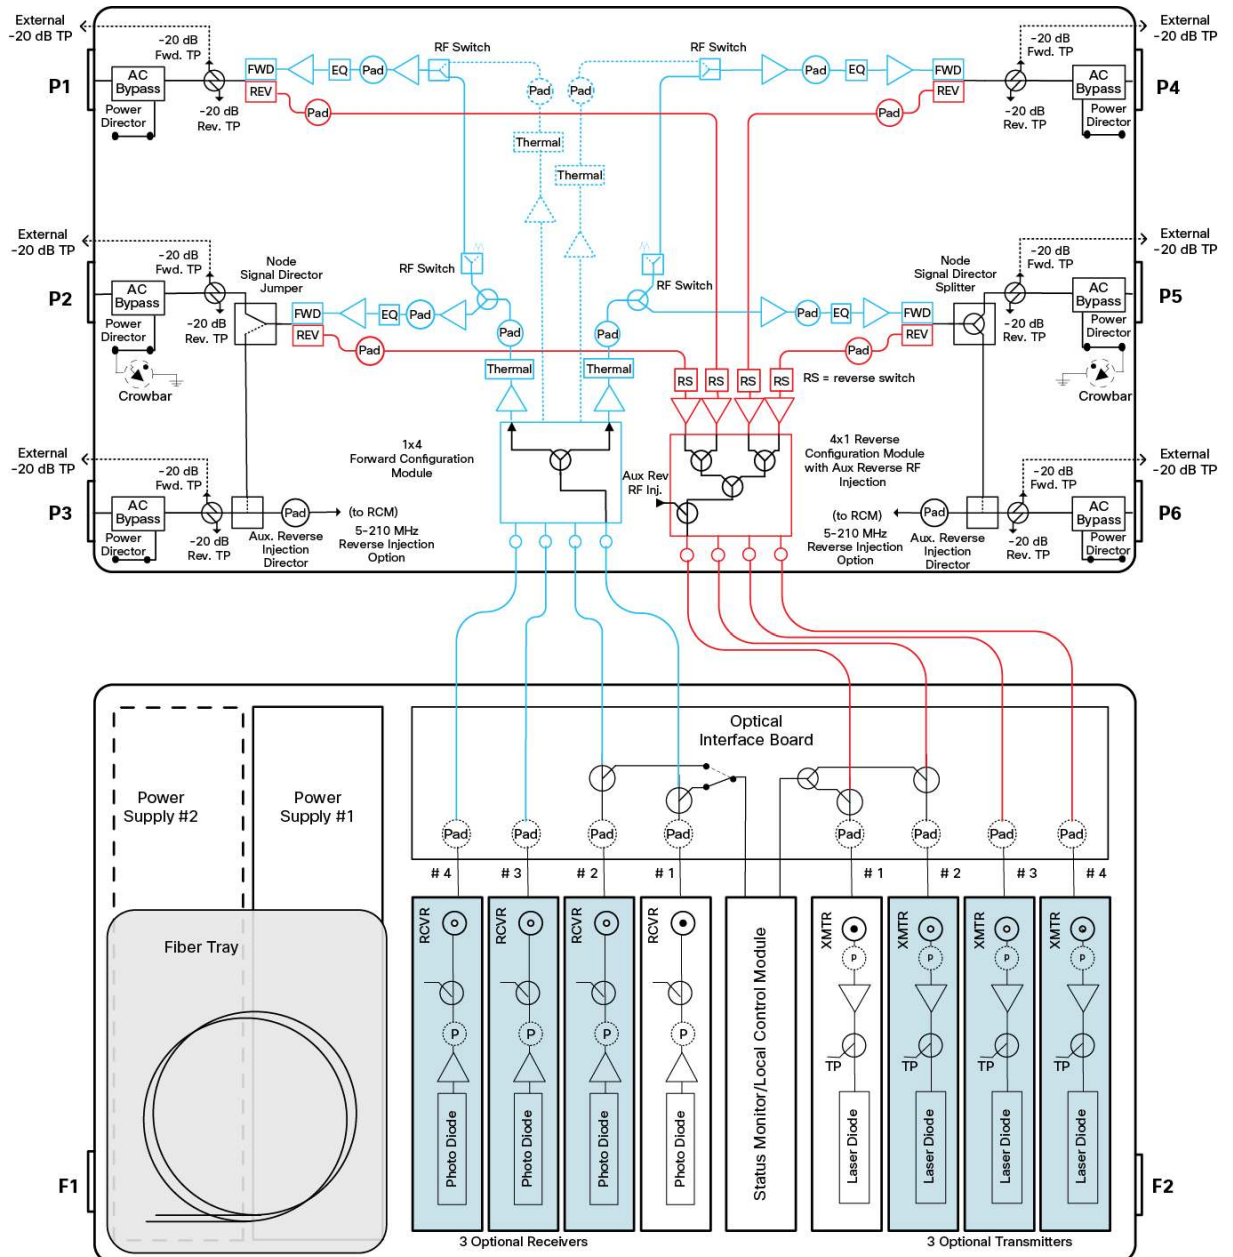 External
-20 dB TP
-20 dB
Fwd. TP
RF Switch
RF Switch
-20 dB
Fwd. TP
External
-20 dB TP
P1
AC
Bypass
Power
Director
-20 dB
Rev. TP
FWD
REV
EQ
Pad
Pad
Pad
Pad
Thermal
Thermal
Pad
EQ
FWD
REV
Pad
-20 dB
Rev. TP
AC
Bypass
Power
Director
P4
External
-20 dB TP
-20 dB
Fwd. TP
Node
Signal Director
Jumper
RF Switch
RF Switch
Node
Signal Director
Splitter
-20 dB
Fwd. TP
External
-20 dB TP
P2
AC
Bypass
Power
Director
Crowbar
-20 dB
Rev. TP
FWD
REV
EQ
Pad
Pad
Pad
Thermal
Pad
Thermal
Pad
EQ
FWD
REV
Pad
RS
RS
RS
RS
RS = reverse switch
-20 dB
Rev. TP
AC
Bypass
Power
Director
Crowbar
P5
External
-20 dB TP
-20 dB
Fwd. TP
1x4
Forward Configuration
Module
Aux Rev
RF Inj.
4x1 Reverse
Configuration Module
with Aux Reverse RF
Injection
-20 dB
Fwd. TP
External
-20 dB TP
P3
AC
Bypass
Power
Director
-20 dB
Rev. TP
Pad
Aux. Reverse
Injection
Director
(to RCM)
5-210 MHz
Reverse Injection
Option
(to RCM)
5-210 MHz
Reverse Injection
Option
Pad
Aux. Reverse
Injection
Director
-20 dB
Rev. TP
AC
Bypass
Power
Director
P6
Optical
Interface Board
Power
Supply #2
Power
Supply #1
Pad
Pad
Pad
Pad
Pad
Pad
Pad
Pad
# 4
# 3
# 2
# 1
# 1
# 2
# 3
# 4
Fiber Tray
RCVR
RCVR
RCVR
RCVR
P
P
P
P
Photo Diode
Photo Diode
Photo Diode
Photo Diode
Status Monitor/Local Control Module
XMTR
XMTR
XMTR
XMTR
P
P
P
P
TP
TP
TP
TP
Laser Diode
Laser Diode
Laser Diode
Laser Diode
F1
F2
3 Optional Receivers
3 Optional Transmitters